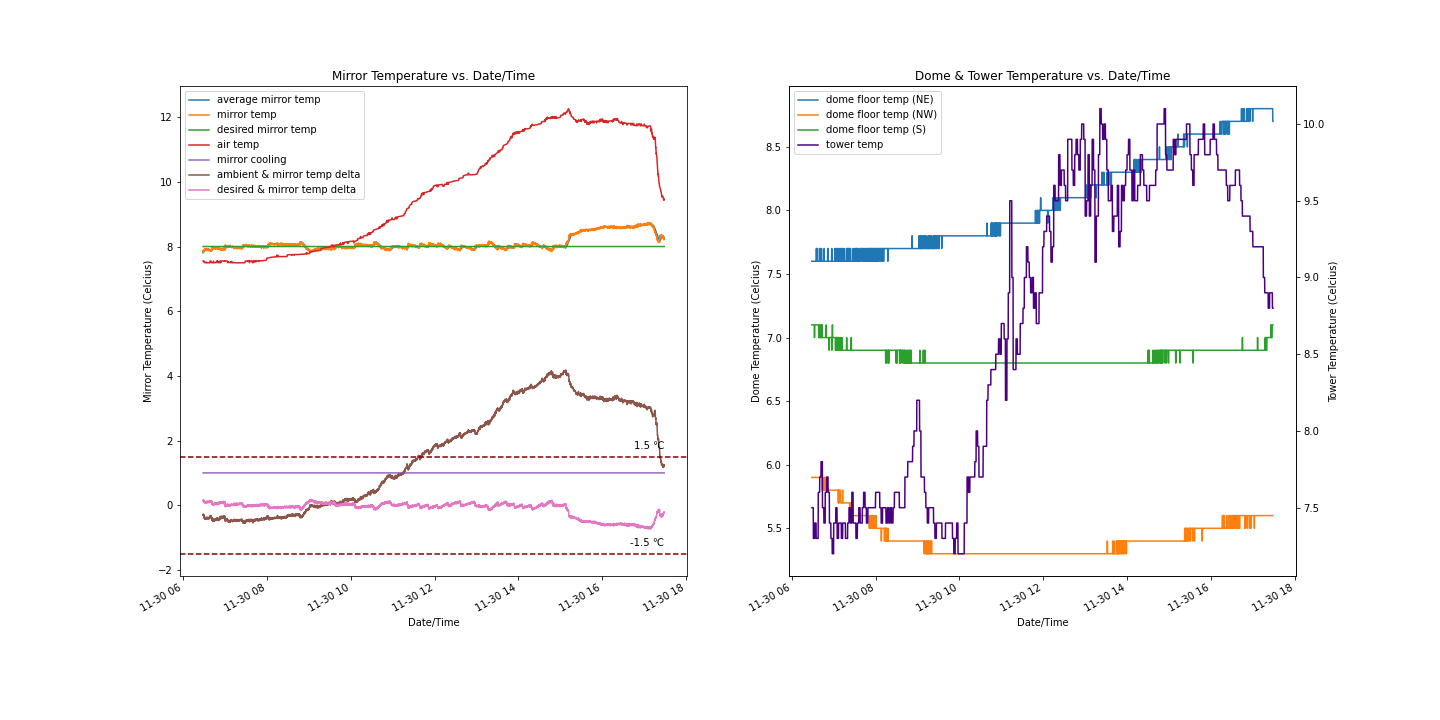 Mirror Temperature vs. Date/Time
average mirror temp
mirror temp
desired mirror temp
air temp
mirror cooling
ambient & mirror temp delta
desired & mirror temp delta
12
10
8
6
4
2
0
−2
Mirror Temperature (Celcius)
1.5 °C
-1.5 °C
11-30 06
11-30 08
11-30 10
11-30 12
11-30 14
11-30 16
11-30 18
Date/Time
Dome & Tower Temperature vs. Date/Time
dome floor temp (NE)
dome floor temp (NW)
dome floor temp (S)
tower temp
8.5
8.0
7.5
7.0
6.5
6.0
5.5
Dome Temperature (Celcius)
10.0
9.5
9.0
8.5
8.0
7.5
Tower Temperature (Celcius)
11-30 06
11-30 08
11-30 10
11-30 12
11-30 14
11-30 16
11-30 18
Date/Time